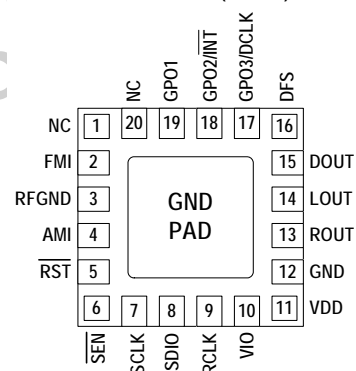 NC
GPO1
GPO2/INT
GPO3/DCLK
DFS
20
19
18
17
16
NC 1
FMI 2
RFGND 3
AMI 4
RST 5
6
SEN
GND
PAD
15 DOUT
14 LOUT
13 ROUT
12 GND
11 VDD
7
8
9
10
SCLK
SDIO
RCLK
VIO